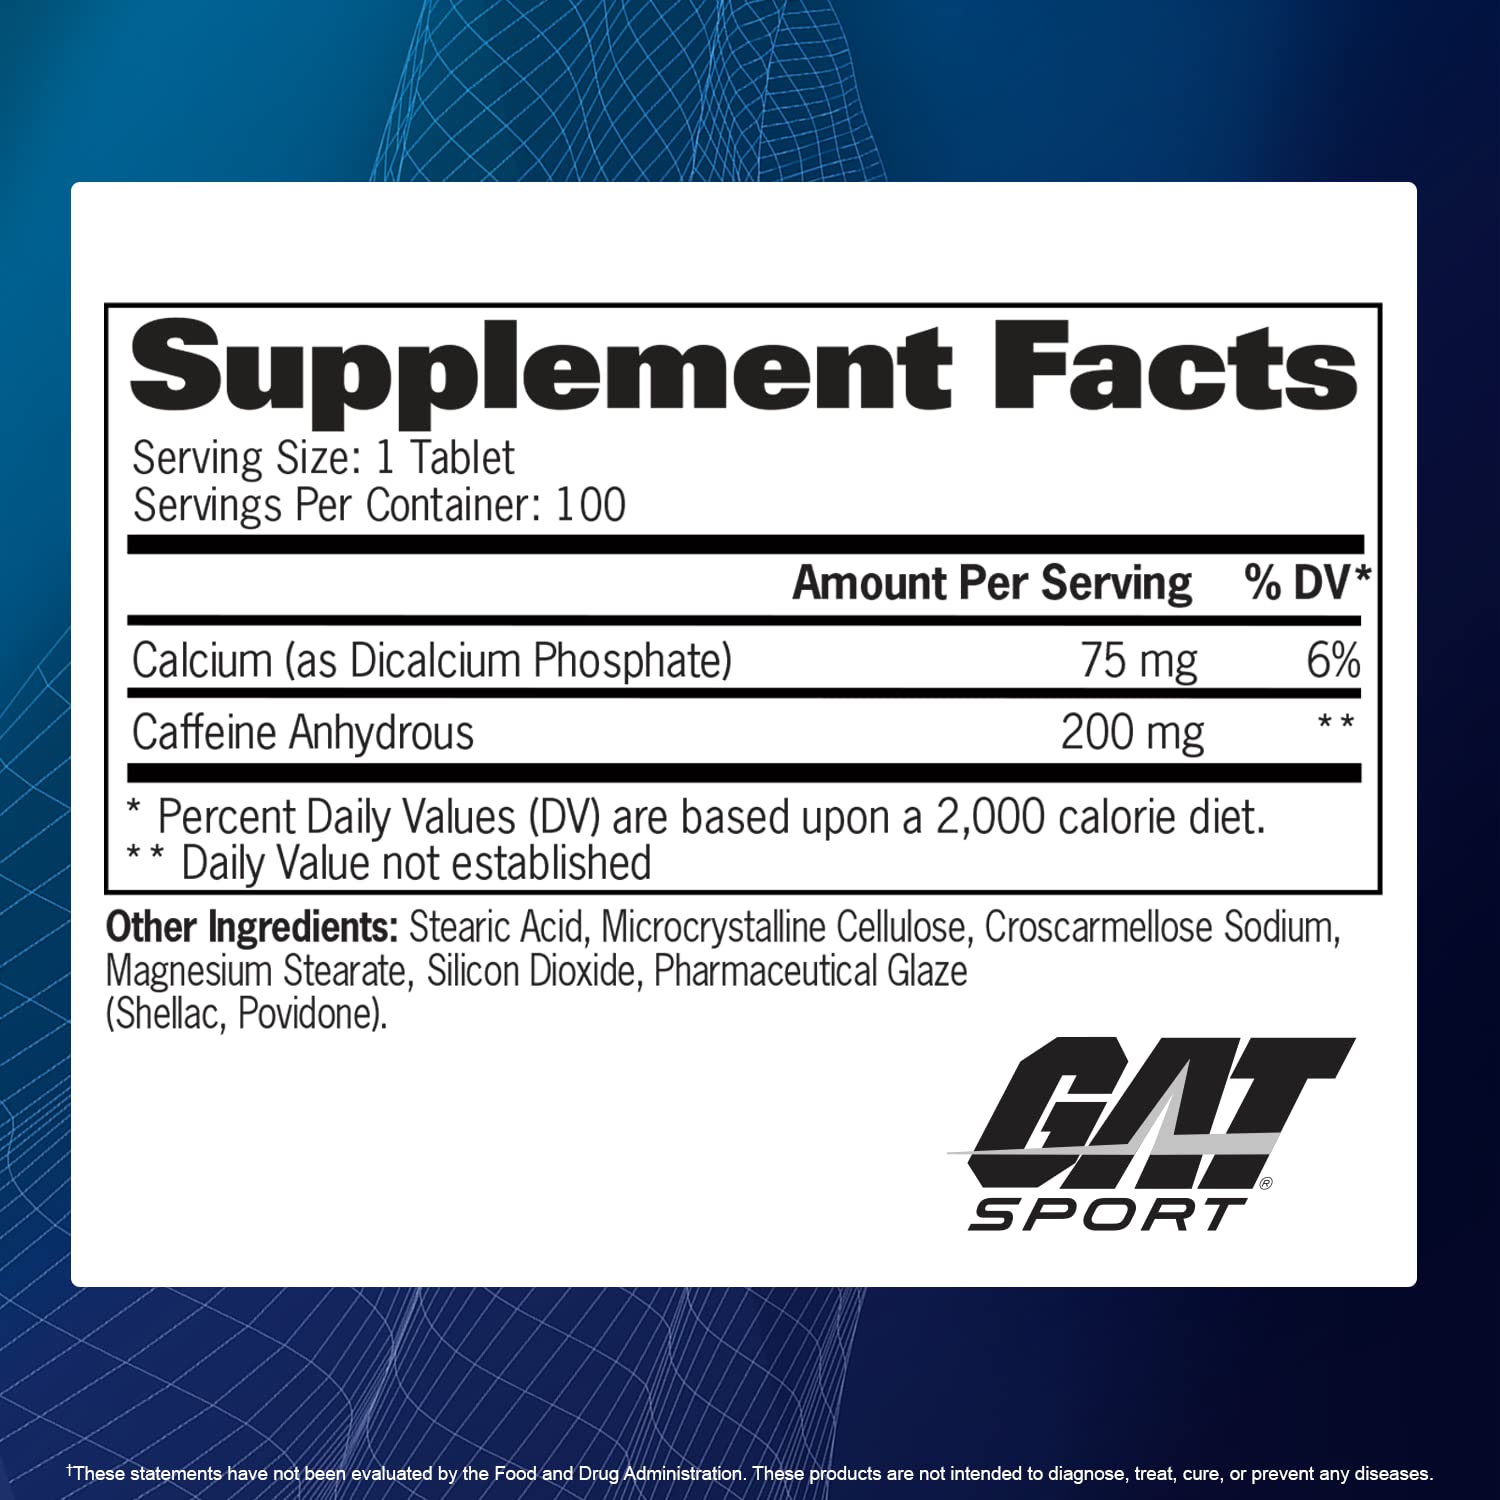 Supplement Facts
Serving Size: 1 Tablet
Servings Per Container: 100
Amount Per Serving % DV*
Calcium (as Dicalcium Phosphate) 75 mg 6%
Caffeine Anhydrous 200 mg **
* Percent Daily Values (DV) are based upon a 2,000 calorie diet.
** Daily Value not established
Other Ingredients: Stearic Acid, Microcrystalline Cellulose, Croscarmellose Sodium,
Magnesium Stearate, Silicon Dioxide, Pharmaceutical Glaze
(Shellac, Povidone).
GAT
®
SPORT
†These statements have not been evaluated by the Food and Drug Administration. These products are not intended to diagnose, treat, cure, or prevent any diseases.